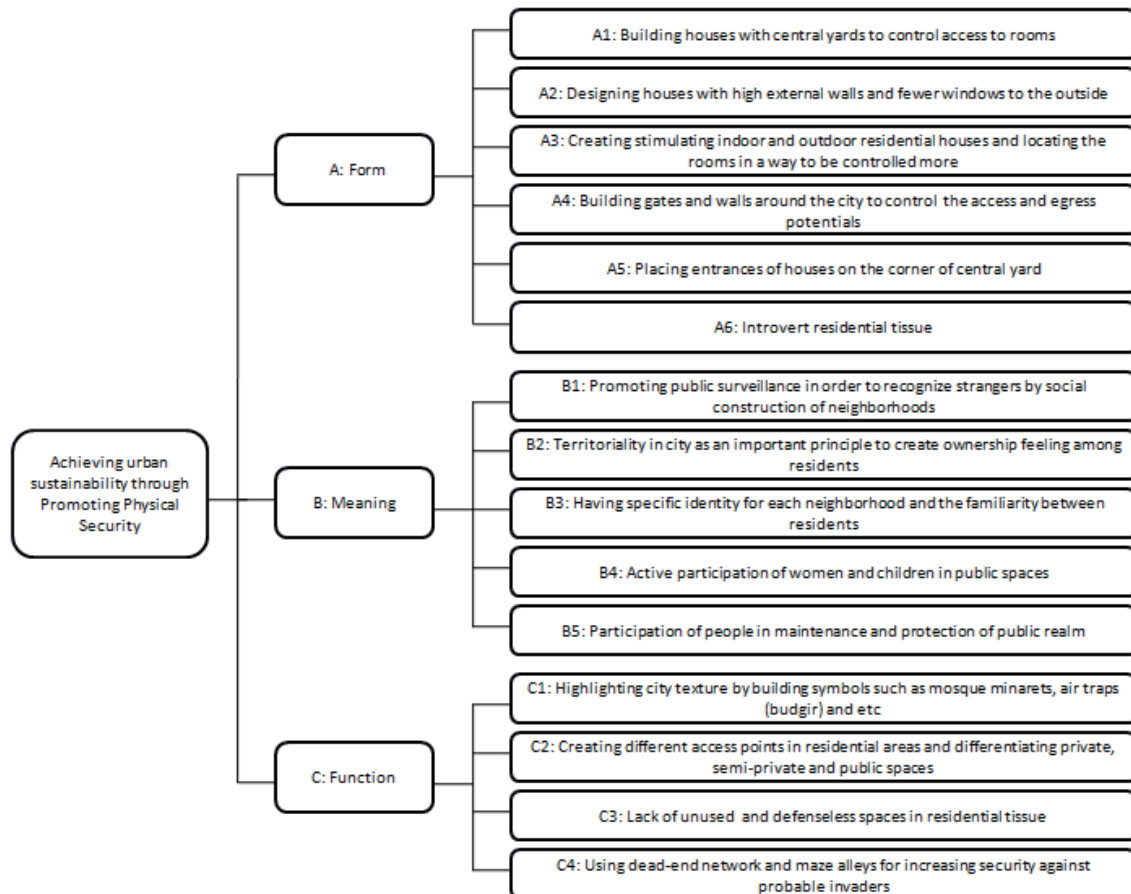 A1: Building houses with central yards to control access to rooms
A2: Designing houses with high external walls and fewer windows to the outside
A3: Creating stimulating indoor and outdoor residential houses and locating the
rooms in a way to be controlled more
A: Form
A4: Building gates and walls around the city to control the access and egress
potentials
A5: Placing entrances of houses on the corner of central yard
A6: Introvert residential tissue
B1: Promoting public surveillance in order to recognize strangers by social
construction of neighborhoods
Achieving urban
sustainability through
Promoting Physical
Security
B2: Territoriality in city as an important principle to create ownership feeling among
residents
B: Meaning
B3: Having specific identity for each neighborhood and the familiarity between
residents
B4: Active participation of women and children in public spaces
B5: Participation of people in maintenance and protection of public realm
C1: Highlighting city texture by building symbols such as mosque minarets, air traps
(budgir) and etc
C2: Creating different access points in residential areas and differentiating private,
semi-private and public spaces
C: Function
C3: Lack of unused and defenseless spaces in residential tissue
C4: Using dead-end network and maze alleys for increasing security against
probable invaders